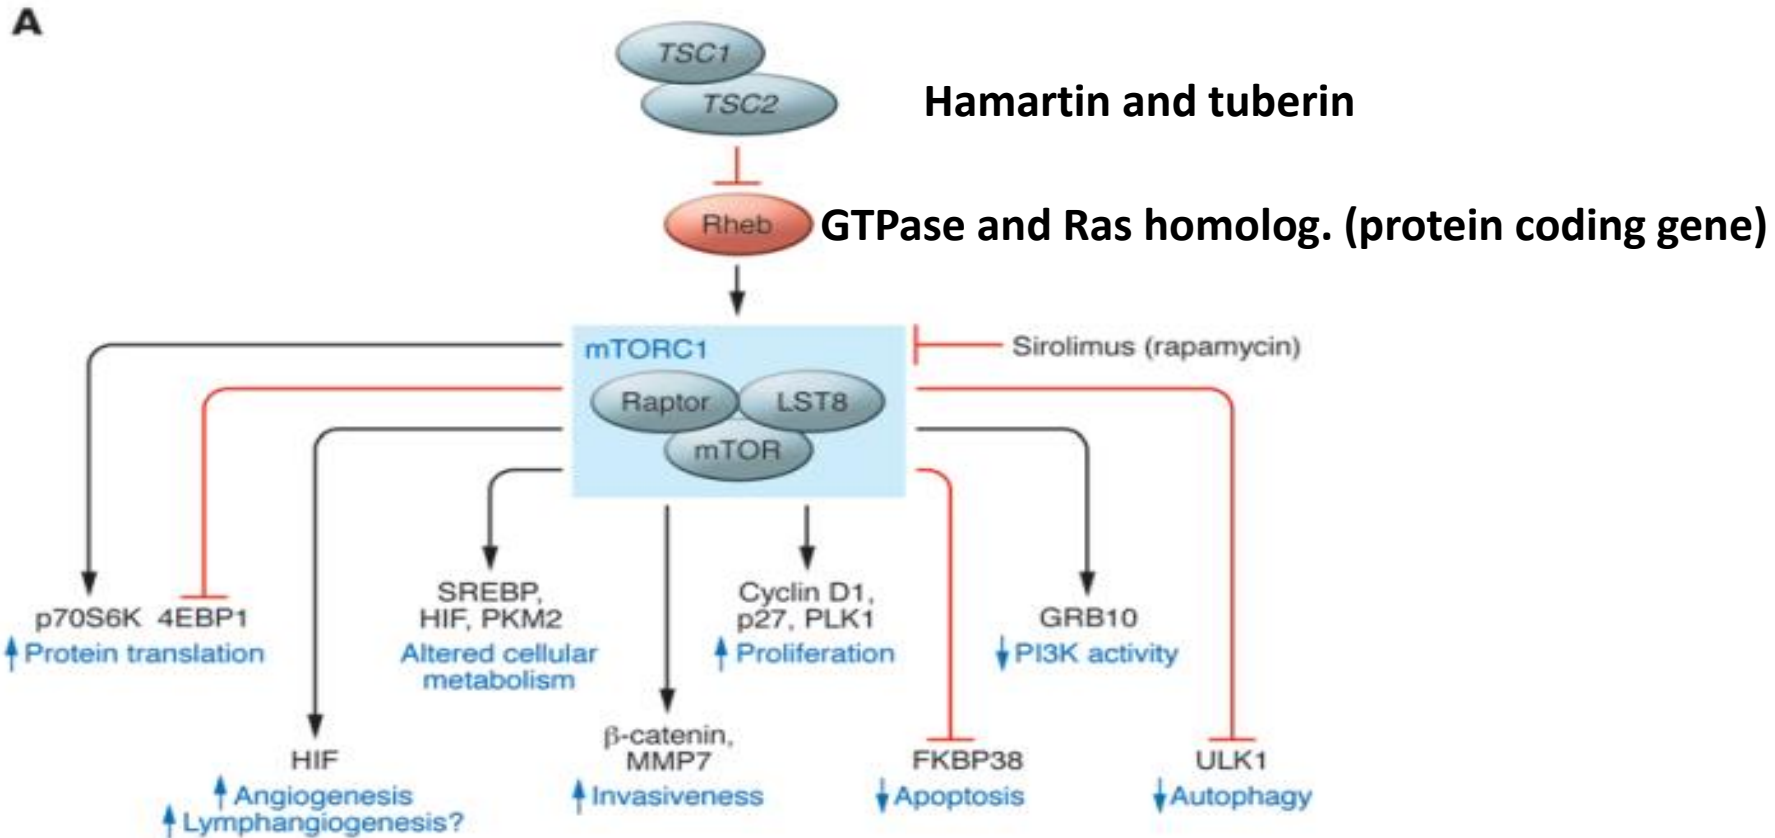 A
TSC1
TSC2
Hamartin and tuberin
Rheb
GTPase and Ras homolog. (protein coding gene)
mTORC1
Sirolimus (rapamycin)
Raptor
LST8
mTOR
p70S6K 4EBP1
Protein translation
SREBP,
HIF, PKM2
Altered cellular
metabolism
Cyclin D1,
p27, PLK1
Proliferation
GRB10
PI3K activity
HIF
Angiogenesis
Lymphangiogenesis?
β-catenin,
MMP7
Invasiveness
FKBP38
Apoptosis
ULK1
Autophagy